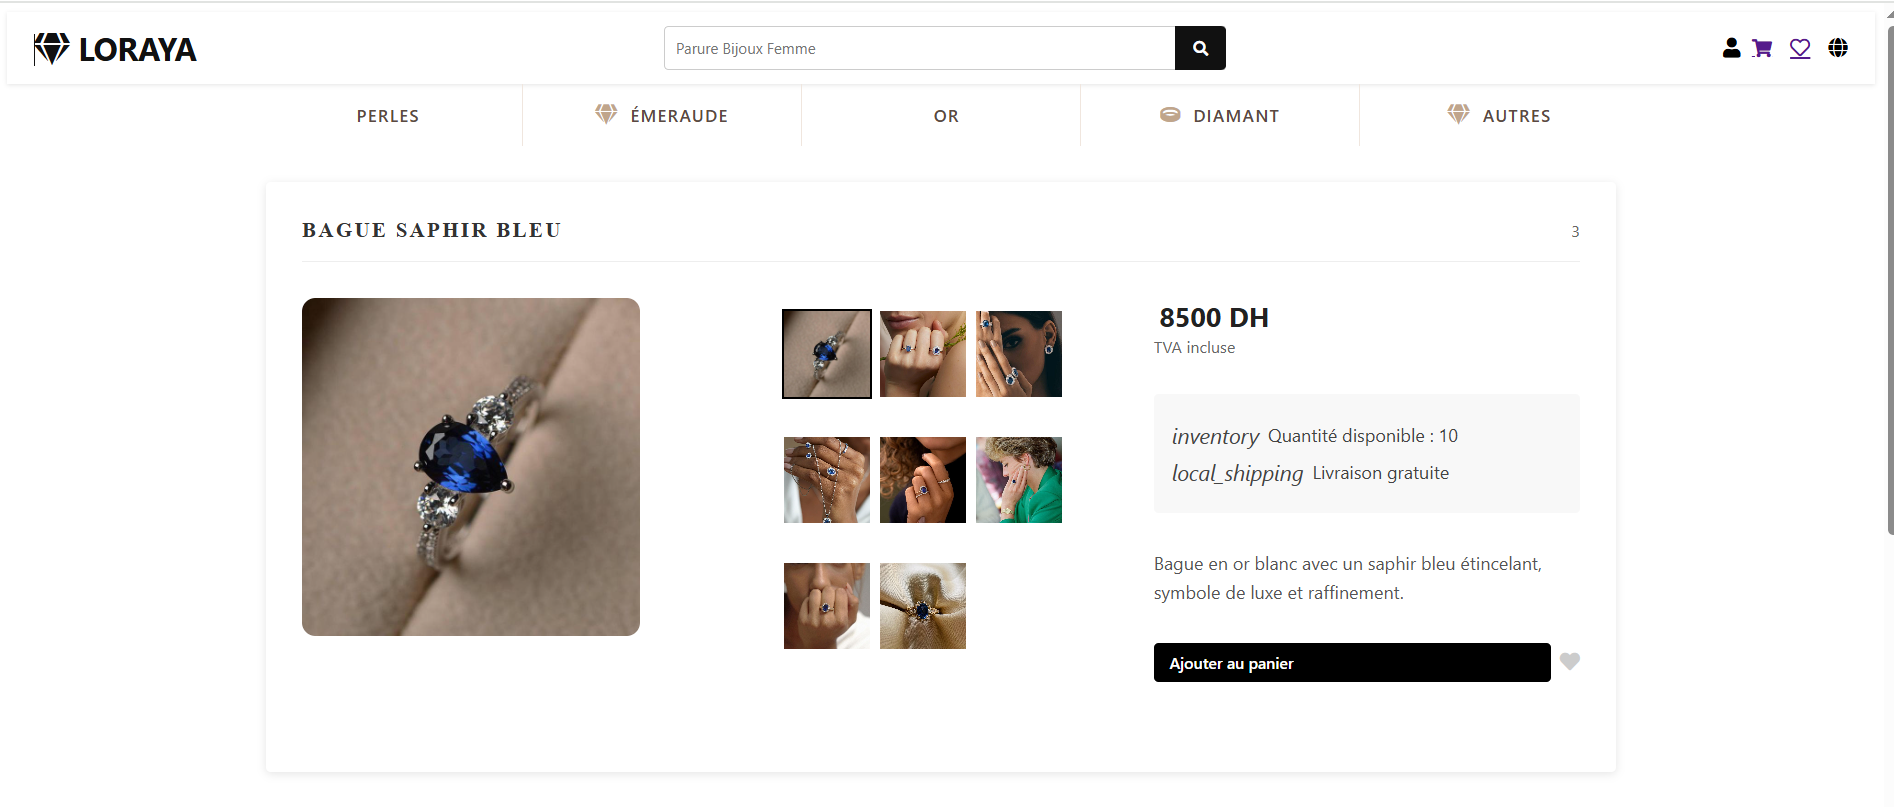 LORAYA
Parure Bijoux Femme
PERLES
ÉMERAUDE
OR
DIAMANT
AUTRES
BAGUE SAPHIR BLEU
3
8500 DH
TVA incluse
inventory Quantité disponible : 10
local_shipping Livraison gratuite
Bague en or blanc avec un saphir bleu étincelant,
symbole de luxe et raffinement.
Ajouter au panier